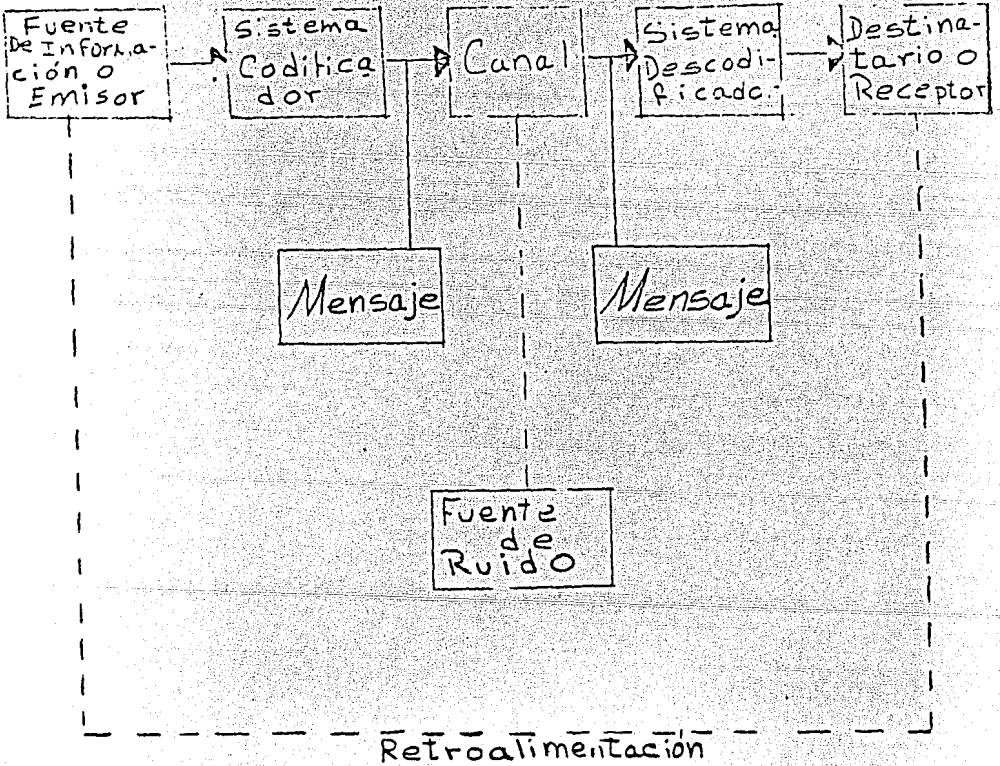 Fuente
De Informa-
ción o
Emisor
Sistema
Codifica
dor
Canal
Sistema
Descodi-
ficado
Destina-
tario o
Receptor
Mensaje
Mensaje
Fuente
de
Ruido
Retroalimentación